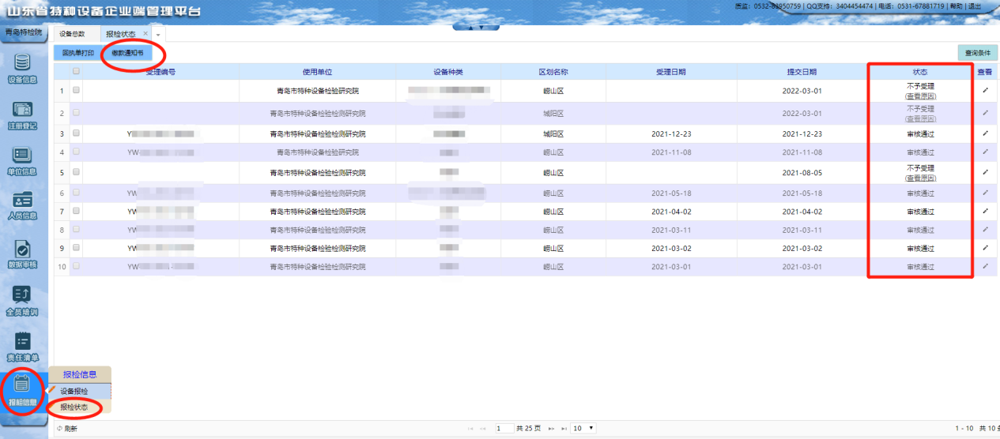 山东省特种设备企业端管理平台
质监：0532-83950759 | QQ支持：3404454474 | 电话：0531-67881719 | 帮助 | 退出
青岛特检院
设备总数 报检状态 ×
回执单打印 缴款通知书 查询条件
受理编号 使用单位 设备种类 区划名称 受理日期 提交日期 状态 查看
1 青岛市特种设备检验研究院 崂山区 2022-03-01 不予受理
(查看原因)
2 青岛市特种设备检验研究院 城阳区 2022-03-01 不予受理
(查看原因)
3 Y 青岛市特种设备检验检测研究院 城阳区 2021-12-23 2021-12-23 审核通过
4 YW 青岛市特种设备检验研究院 崂山区 2021-11-08 2021-11-08 审核通过
5 青岛市特种设备检验检测研究院 崂山区 2021-08-05 不予受理
(查看原因)
6 YW 青岛市特种设备检验检测研究院 崂山区 2021-05-18 2021-05-18 审核通过
7 YW 青岛市特种设备检验检测研究院 崂山区 2021-04-02 2021-04-02 审核通过
8 YW 青岛市特种设备检验检测研究院 崂山区 2021-03-11 2021-03-11 审核通过
9 YW 青岛市特种设备检验检测研究院 崂山区 2021-03-02 2021-03-02 审核通过
10 YW 青岛市特种设备检验检测研究院 崂山区 2021-03-01 2021-03-01 审核通过
设备信息
注册登记
单位信息
人员信息
数据审核
全员培训
责任清单
报检信息
报检信息
设备报检
报检状态
刷新 1 共 25 页 10 1 - 10 共 10